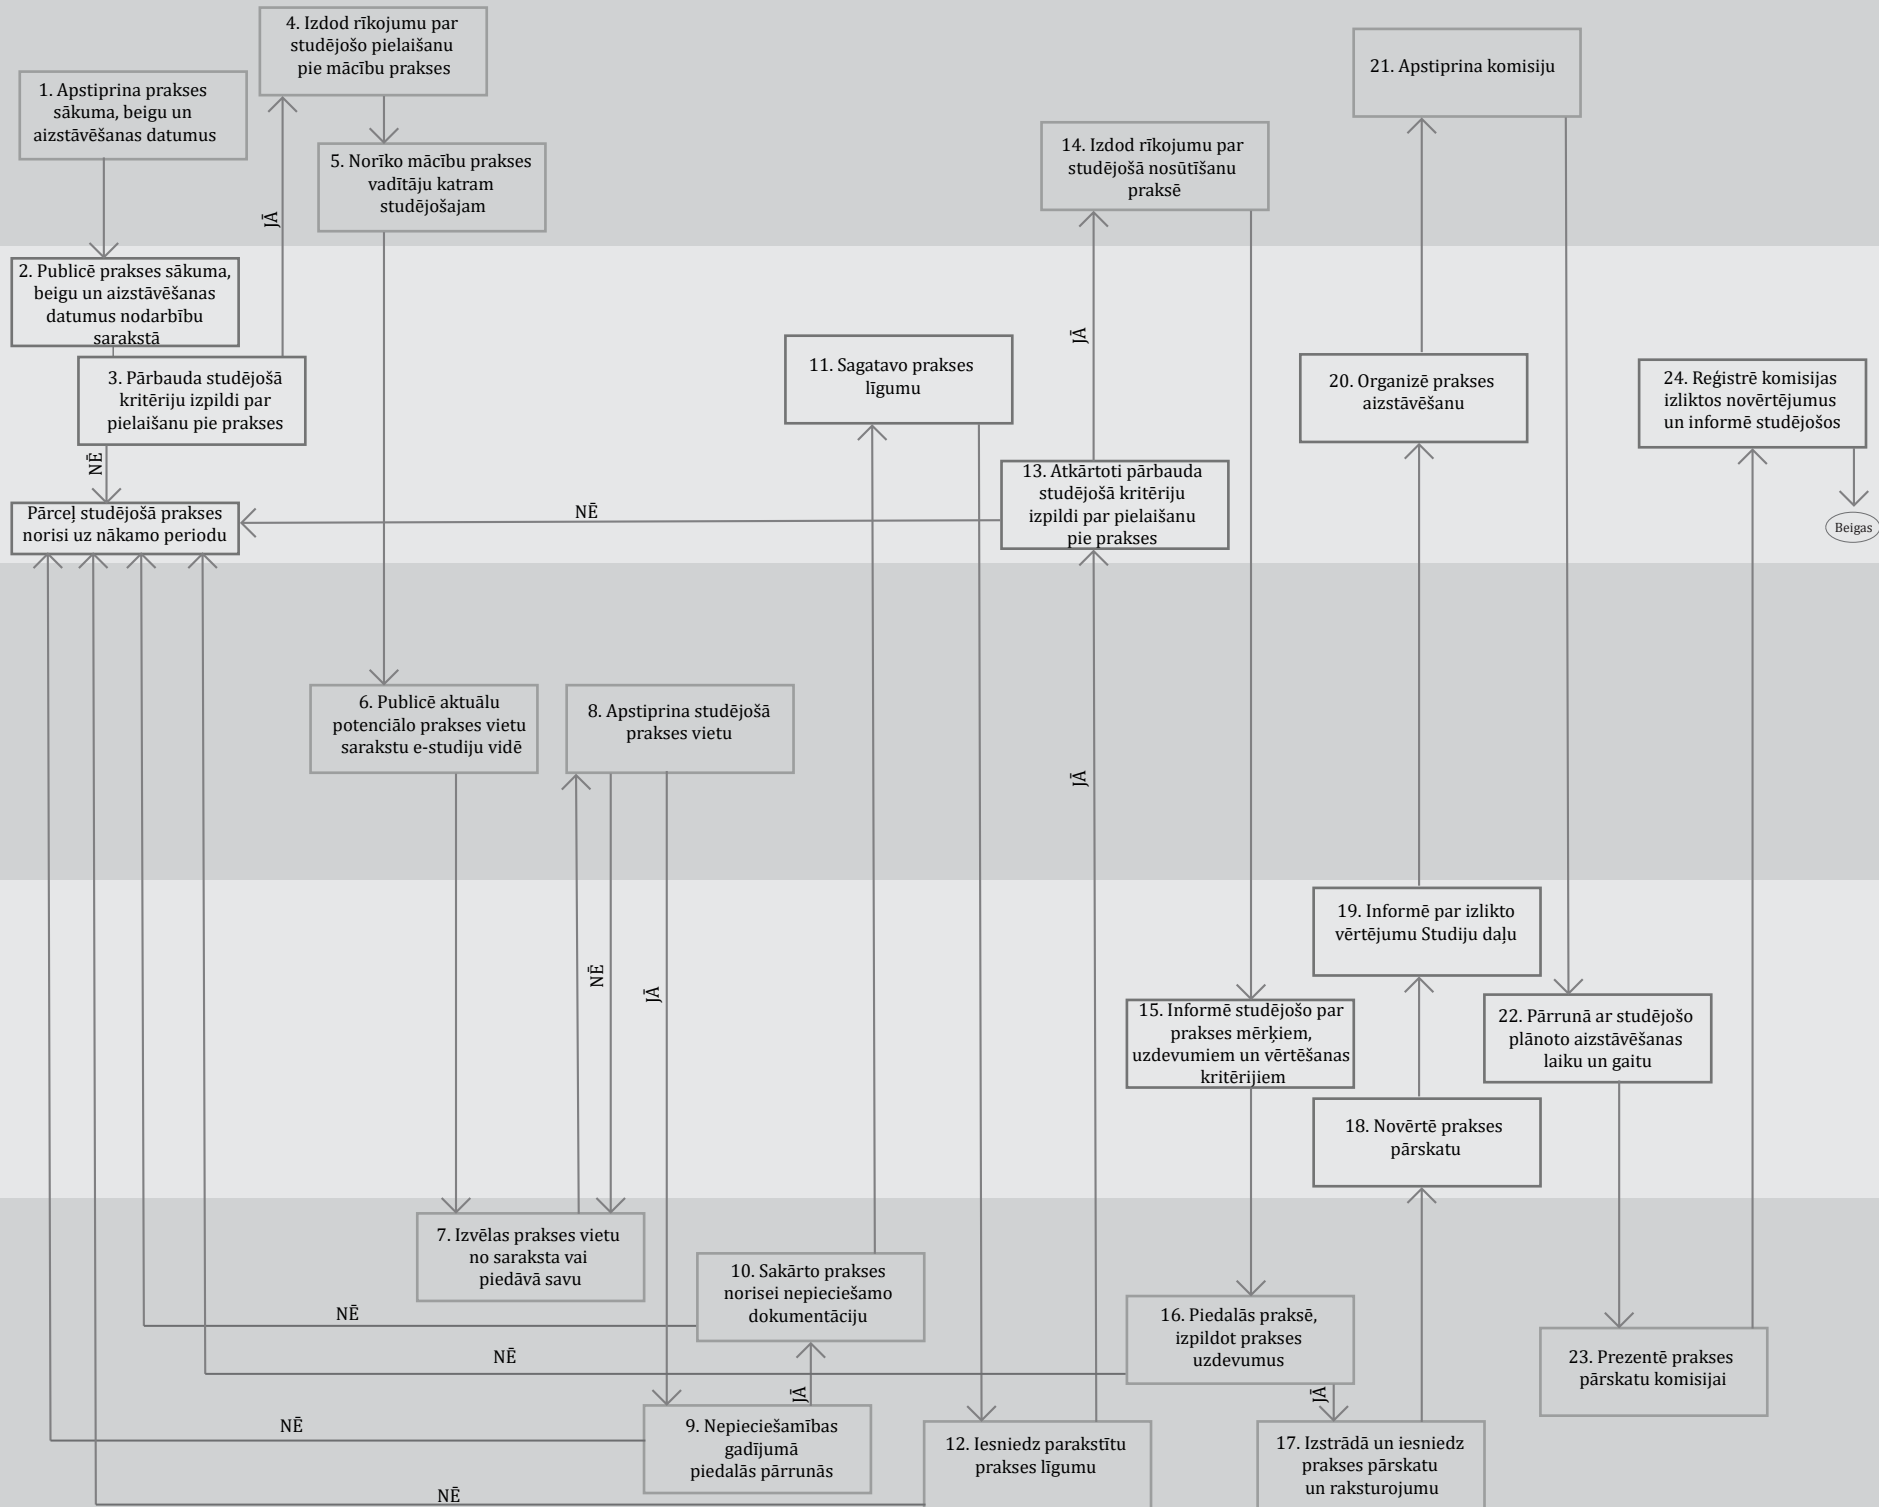 1. Apstiprina prakses
sākuma, beigu un
aizstāvēšanas datumus
JĀ
2. Publicē prakses sākuma,
beigu un aizstāvēšanas
datumus nodarbību
sarakstā
3. Pārbauda studējošā
kritēriju izpildi par
pielaišanu pie prakses
NĒ
Pārceļ studējošā prakses
norisi uz nākamo periodu
4. Izdod rīkojumu par
studējošo pielaišanu
pie mācību prakses
5. Norīko mācību prakses
vadītāju katram
studējošajam
6. Publicē aktuālu
potenciālo prakses vietu
sarakstu e-studiju vidē
7. Izvēlas prakses vietu
no saraksta vai
piedāvā savu
8. Apstiprina studējošā
prakses vietu
NĒ
JĀ
9. Nepieciešamības
gadījumā
piedalās pārrunās
NĒ
JĀ
10. Sakārto prakses
norisei nepieciešamo
dokumentāciju
NĒ
11. Sagatavo prakses
līgumu
12. Iesniedz parakstītu
prakses līgumu
NĒ
JĀ
13. Atkārtoti pārbauda
studējošā kritēriju
izpildi par pielaišanu
pie prakses
NĒ
JĀ
14. Izdod rīkojumu par
studējošā nosūtīšanu
praksē
15. Informē studējošo par
prakses mērķiem,
uzdevumiem un vērtēšanas
kritērijiem
16. Piedalās praksē,
izpildot prakses
uzdevumus
NĒ
JĀ
17. Izstrādā un iesniedz
prakses pārskatu
un raksturojumu
18. Novērtē prakses
pārskatu
19. Informē par izlikto
vērtējumu Studiju daļu
20. Organizē prakses
aizstāvēšanu
21. Apstiprina komisiju
22. Pārrunā ar studējošo
plānoto aizstāvēšanas
laiku un gaitu
23. Prezentē prakses
pārskatu komisijai
24. Reģistrē komisijas
izliktos novērtējumus
un informē studējošos
Beigas